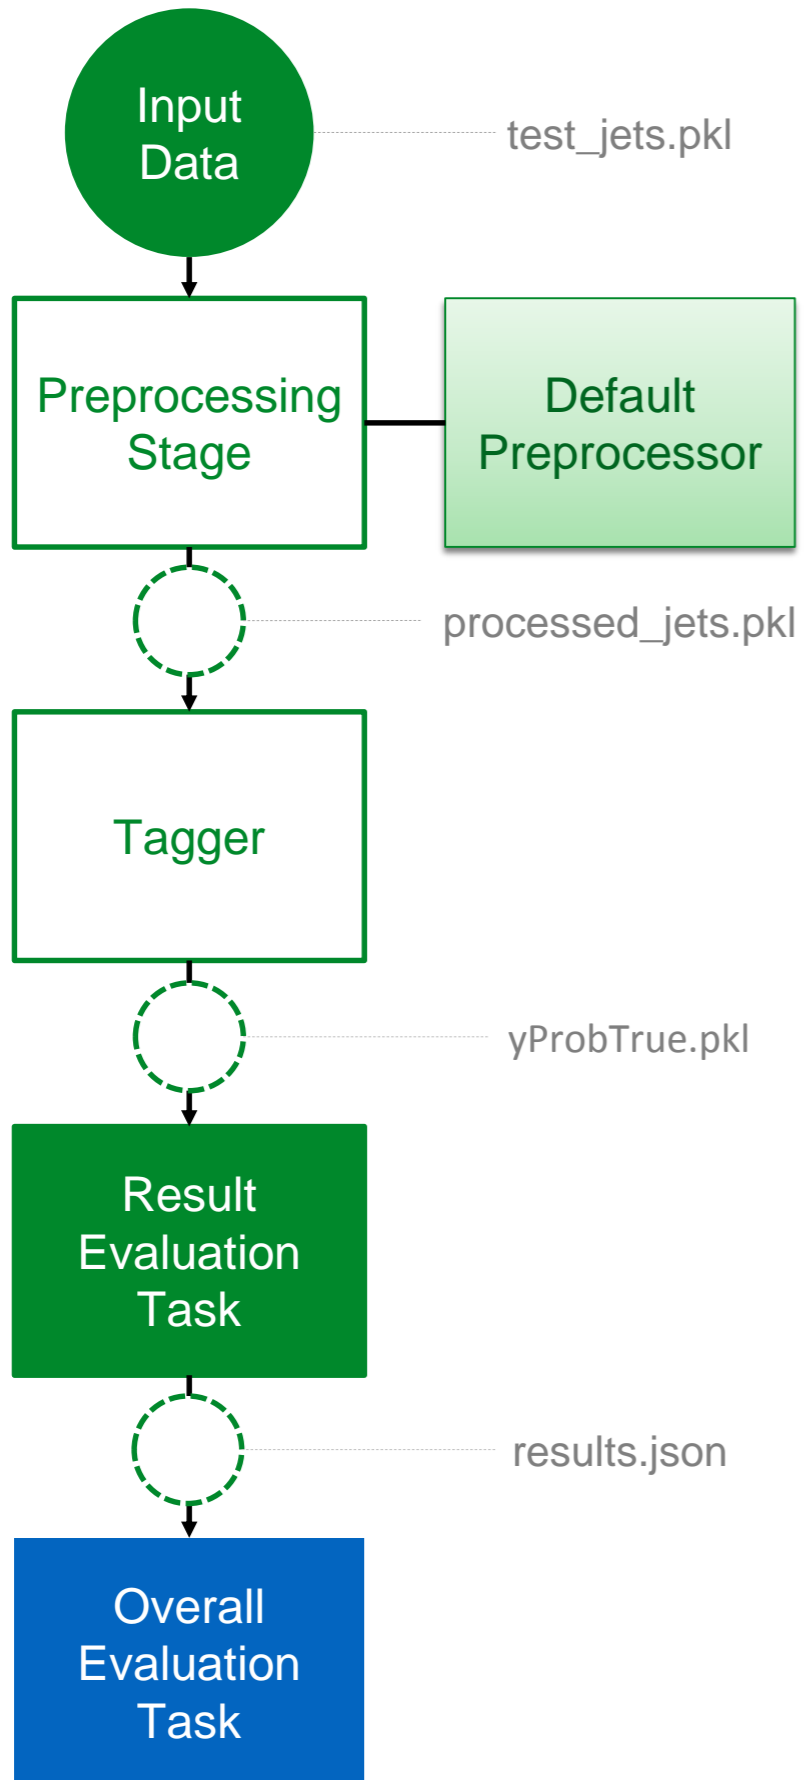 Input
Data
test_jets.pkl
Preprocessing
Stage
Default
Preprocessor
processed_jets.pkl
Tagger
yProbTrue.pkl
Result
Evaluation
Task
results.json
Overall
Evaluation
Task